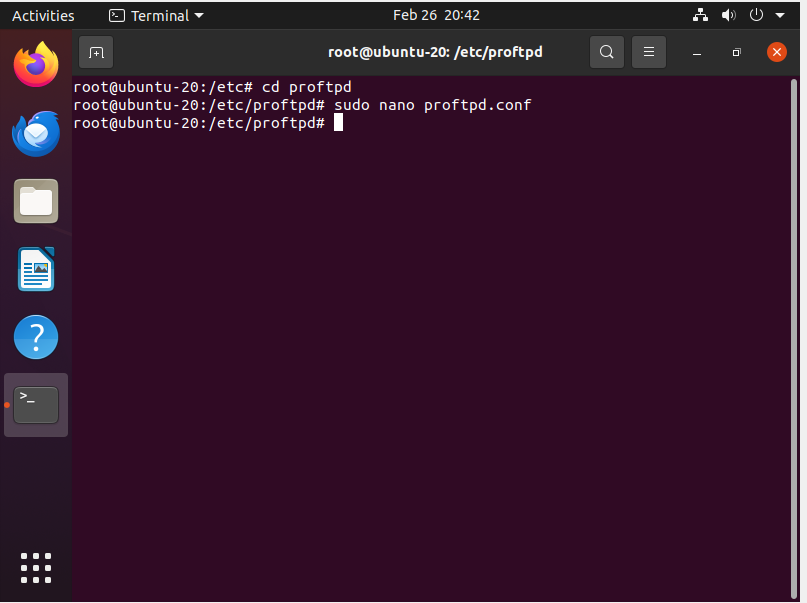 Activities
Terminal
Feb 26 20:42
root@ubuntu-20: /etc/proftpd
root@ubuntu-20:/etc# cd proftpd
root@ubuntu-20:/etc/proftpd# sudo nano proftpd.conf
root@ubuntu-20:/etc/proftpd#